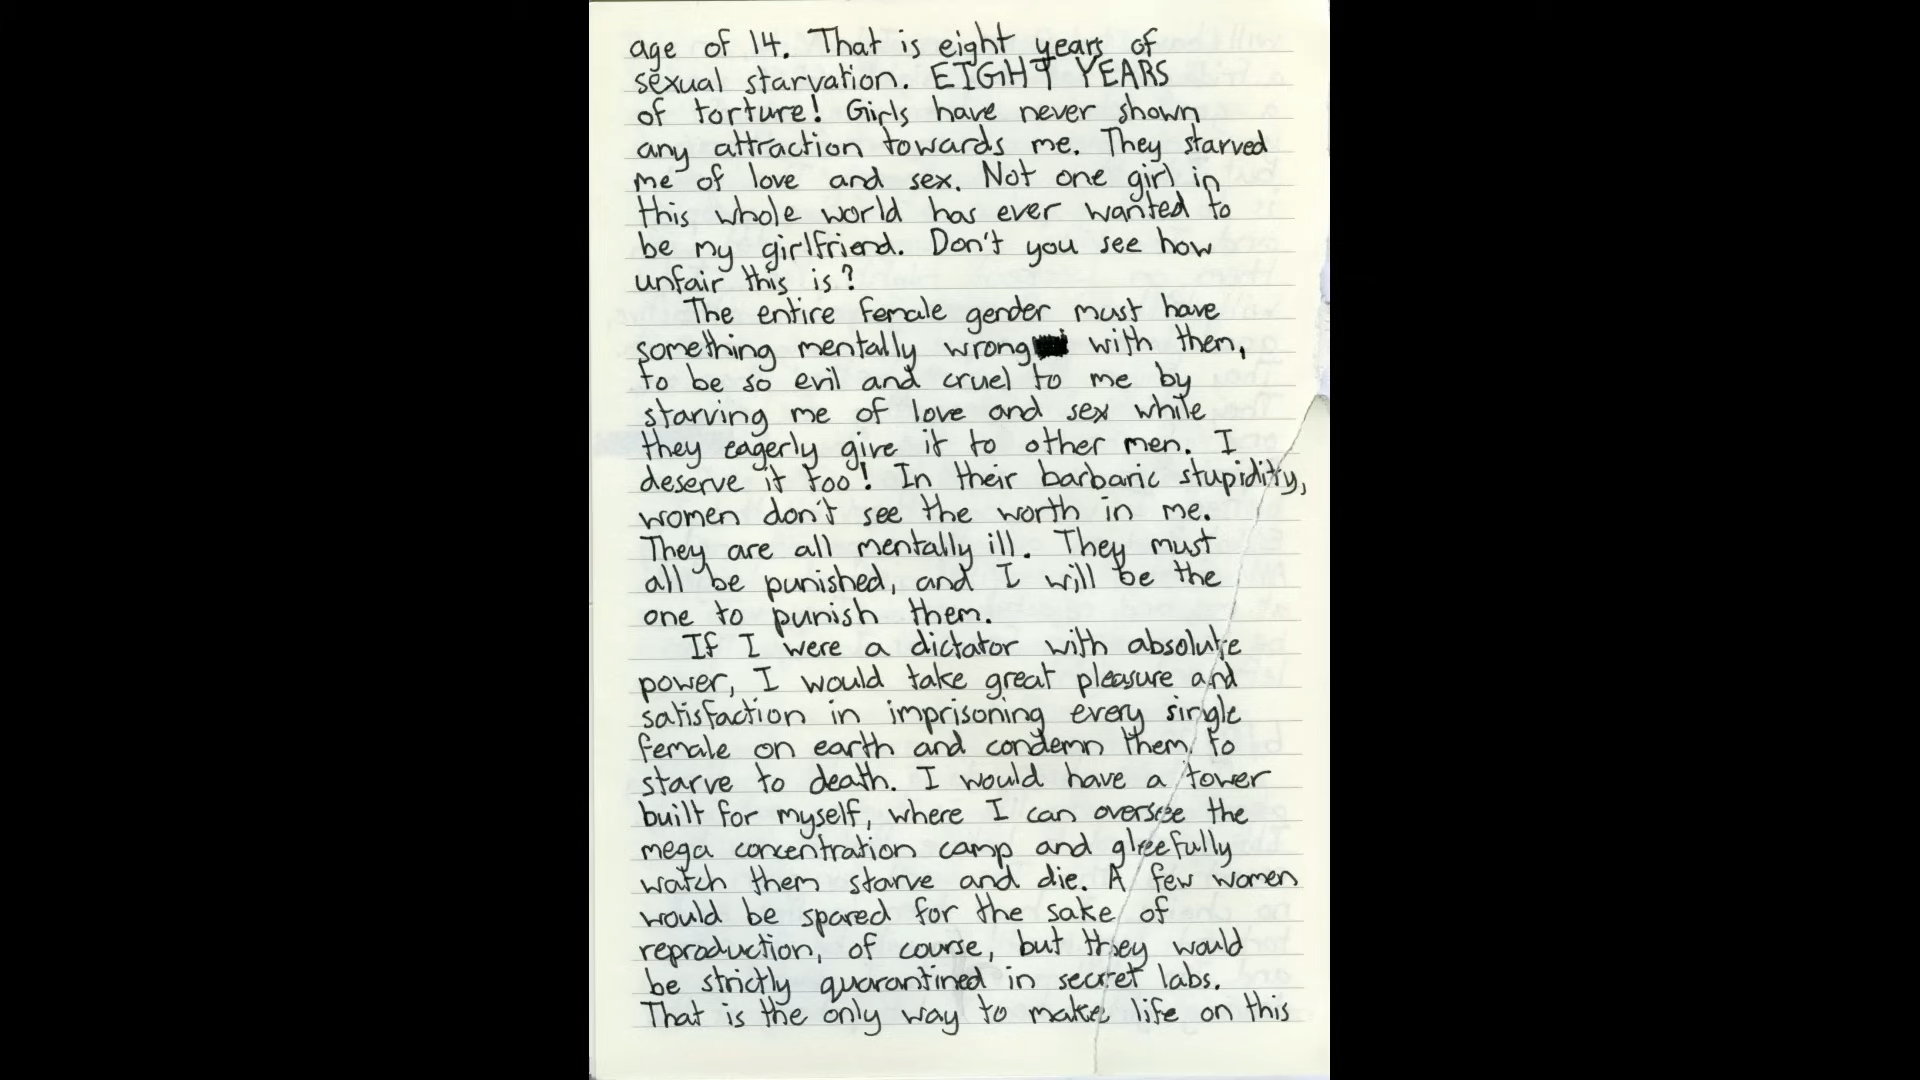 age of 14. That is eight years of
sexual starvation. EIGHT YEARS
of torture! Girls have never shown
any attraction towards me. They starved
me of love and sex. Not one girl in
this whole world has ever wanted to
be my girlfriend. Don't you see how
unfair this is?
The entire female gender must have
something mentally wrong with them,
to be so evil and cruel to me by
starving me of love and sex while
they eagerly give it to other men. I
deserve it too! In their barbaric stupidity,
women don't see the worth in me.
They are all mentally ill. They must
all be punished, and I will be the
one to punish them.
If I were a dictator with absolute
power, I would take great pleasure and
satisfaction in imprisoning every single
female on earth and condemn them to
starve to death. I would have a tower
built for myself, where I can oversee the
mega concentration camp and gleefully
watch them starve and die. A few women
would be spared for the sake of
reproduction, of course, but they would
be strictly quarantined in secret labs.
That is the only way to make life on this